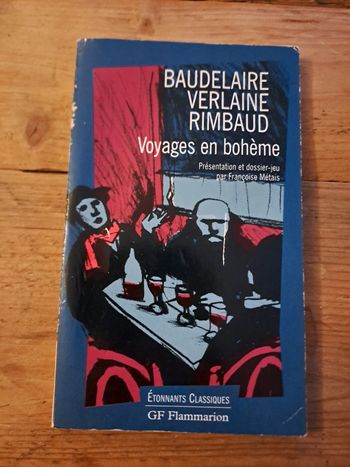 BAUDELAIRE
VERLAINE
RIMBAUD
Voyages en bohème
Présentation et dossier-jeu
par Françoise Métais
ÉTONNANTS CLASSIQUES
GF Flammarion